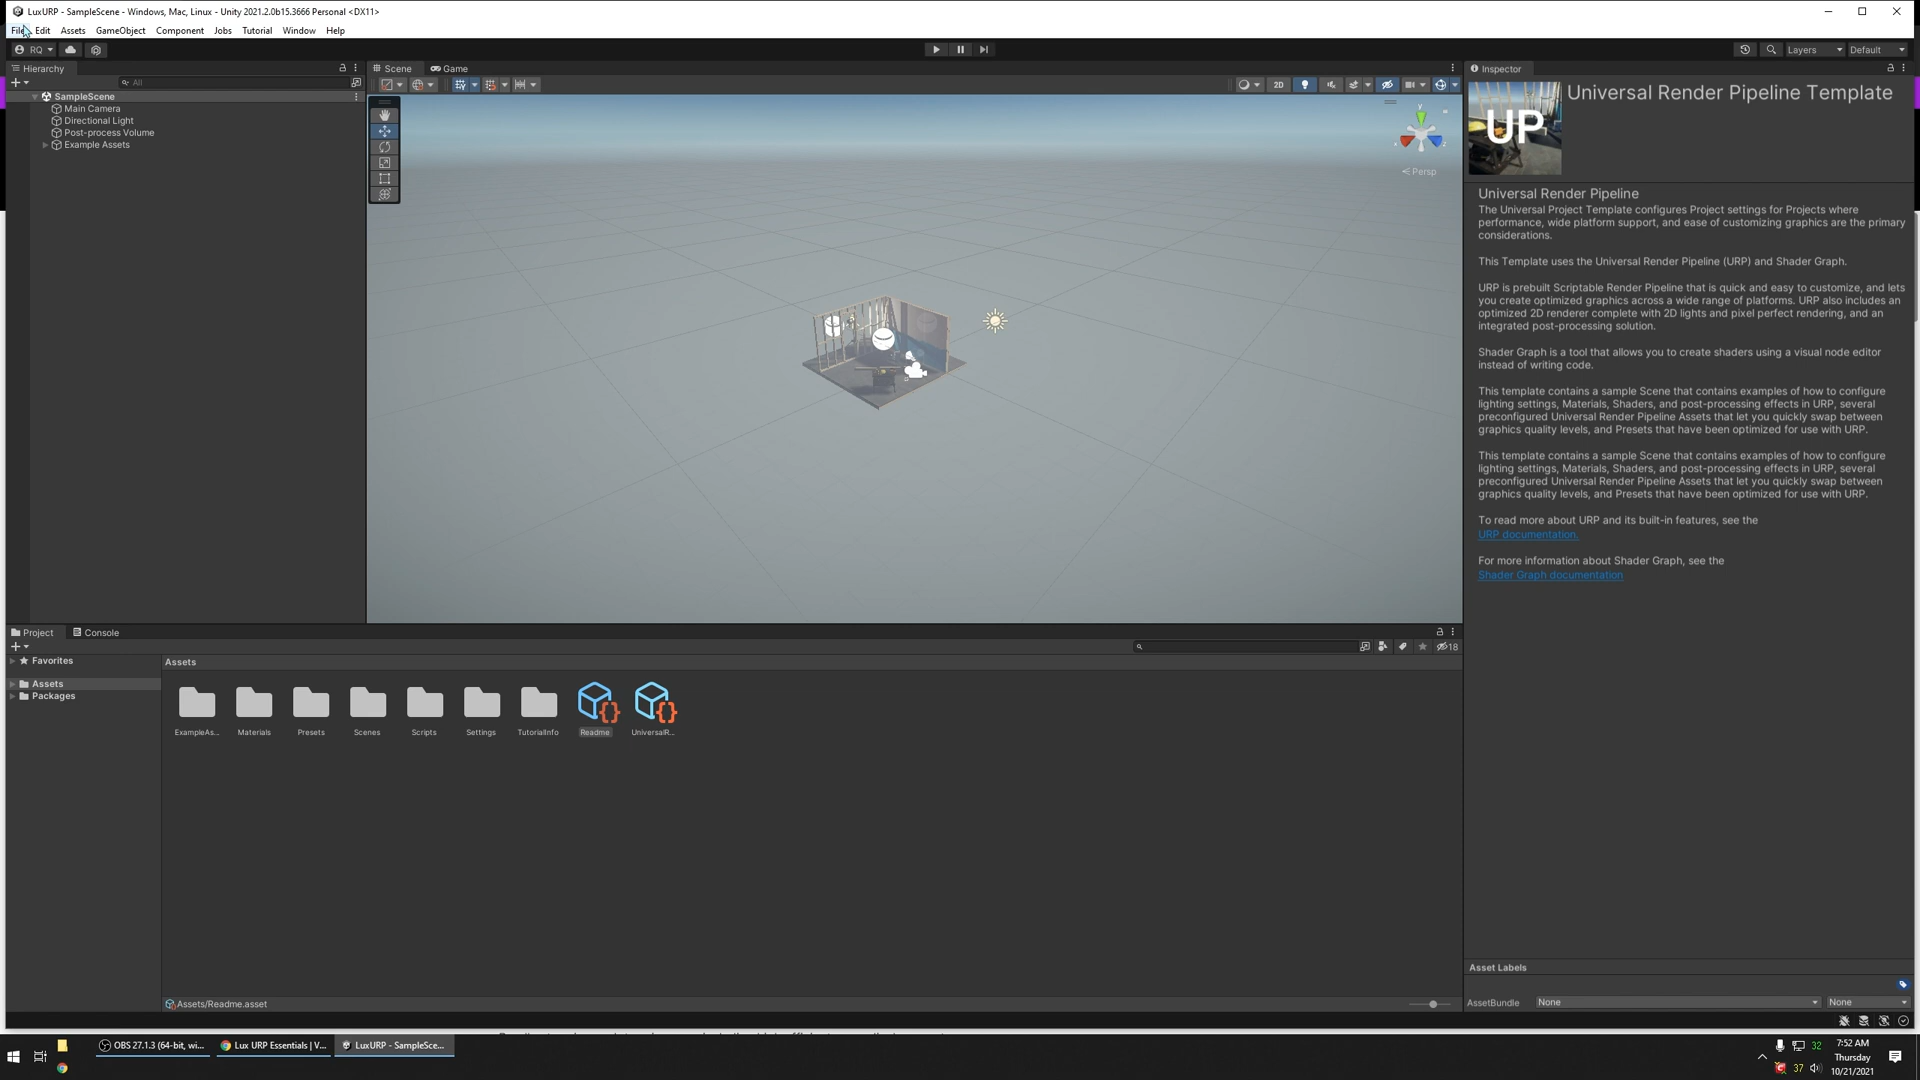 LuxURP - SampleScene - Windows, Mac, Linux - Unity 2021.2.0b15.3666 Personal <DX11>
File Edit Assets GameObject Component Jobs Tutorial Window Help
RQ
Layers Default
Hierarchy
All
SampleScene
Main Camera
Directional Light
Post-process Volume
Example Assets
Scene Game
2D
y
x
z
Persp
Inspector
UP
Universal Render Pipeline Template
Universal Render Pipeline
The Universal Project Template configures Project settings for Projects where
performance, wide platform support, and ease of customizing graphics are the primary
considerations.
This Template uses the Universal Render Pipeline (URP) and Shader Graph.
URP is prebuilt Scriptable Render Pipeline that is quick and easy to customize, and lets
you create optimized graphics across a wide range of platforms. URP also includes an
optimized 2D renderer complete with 2D lights and pixel perfect rendering, and an
integrated post-processing solution.
Shader Graph is a tool that allows you to create shaders using a visual node editor
instead of writing code.
This template contains a sample Scene that contains examples of how to configure
lighting settings, Materials, Shaders, and post-processing effects in URP, several
preconfigured Universal Render Pipeline Assets that let you quickly swap between
graphics quality levels, and Presets that have been optimized for use with URP.
This template contains a sample Scene that contains examples of how to configure
lighting settings, Materials, Shaders, and post-processing effects in URP, several
preconfigured Universal Render Pipeline Assets that let you quickly swap between
graphics quality levels, and Presets that have been optimized for use with URP.
To read more about URP and its built-in features, see the
URP documentation.
For more information about Shader Graph, see the
Shader Graph documentation
Asset Labels
AssetBundle None None
Project Console
18
Favorites
Assets
Packages
Assets
ExampleAs... Materials Presets Scenes Scripts Settings TutorialInfo Readme UniversalR...
Assets/Readme.asset
OBS 27.1.3 (64-bit, wi... Lux URP Essentials | V... LuxURP - SampleSce...
32
37
7:52 AM
Thursday
10/21/2021